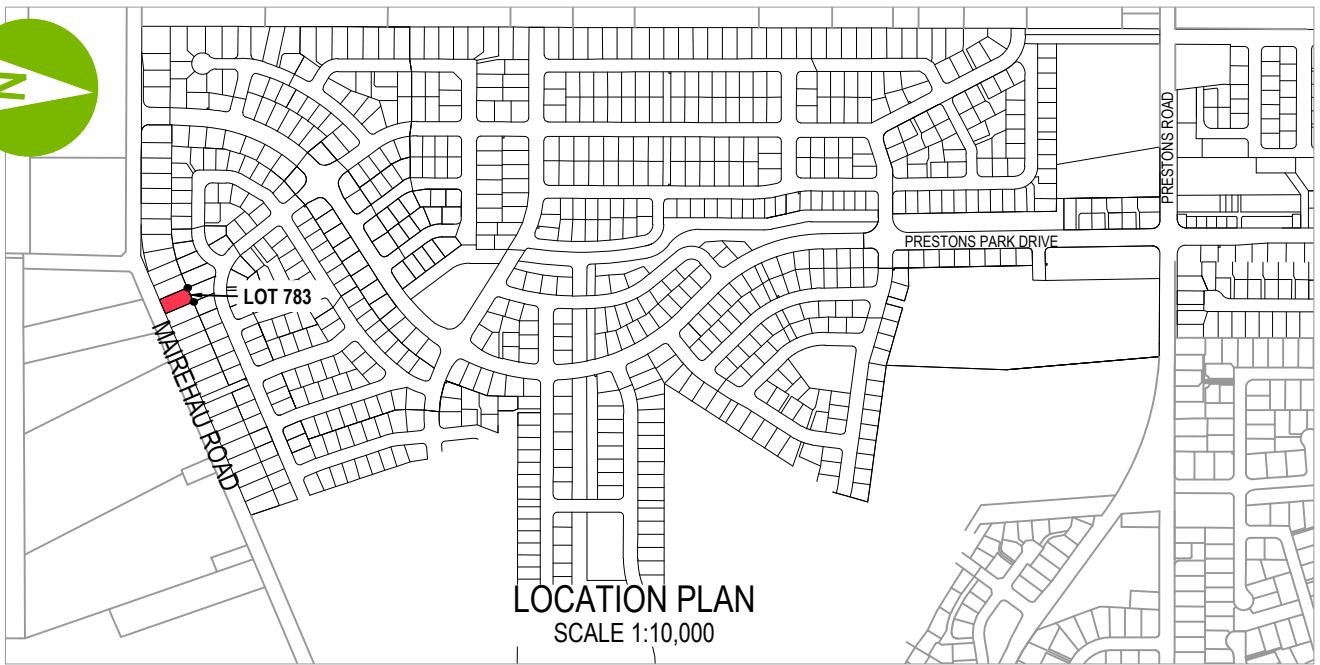 N
PRESTONS ROAD
PRESTONS PARK DRIVE
LOT 783
MAIREHAU ROAD
LOCATION PLAN
SCALE 1:10,000